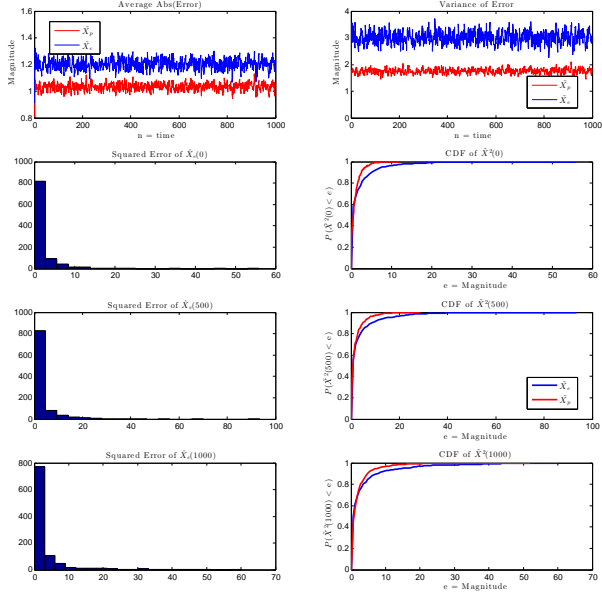 Average Abs(Error)
Magnitude
1.6
1.4
1.2
1
0.8
X̃p
X̃e
0 200 400 600 800 1000
n = time
Variance of Error
Magnitude
4
3
2
1
0
X̃p
X̃e
0 200 400 600 800 1000
n = time
Squared Error of X̃e(0)
1000
800
600
400
200
0
0 10 20 30 40 50 60
CDF of X̃²(0)
P(X̃²(0) < e)
1
0.8
0.6
0.4
0.2
0
0 10 20 30 40 50 60
e = Magnitude
Squared Error of X̃e(500)
1000
800
600
400
200
0
0 20 40 60 80 100
CDF of X̃²(500)
P(X̃²(500) < e)
1
0.8
0.6
0.4
0.2
0
X̃e
X̃p
0 20 40 60 80 100
e = Magnitude
Squared Error of X̃e(1000)
800
600
400
200
0
0 10 20 30 40 50 60 70
CDF of X̃²(1000)
P(X̃²(1000) < e)
1
0.8
0.6
0.4
0.2
0
0 10 20 30 40 50 60 70
e = Magnitude